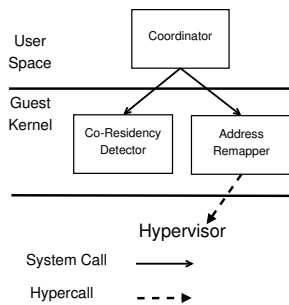 User
Space
Coordinator
Guest
Kernel
Co-Residency
Detector
Address
Remapper
Hypervisor
System Call
Hypercall